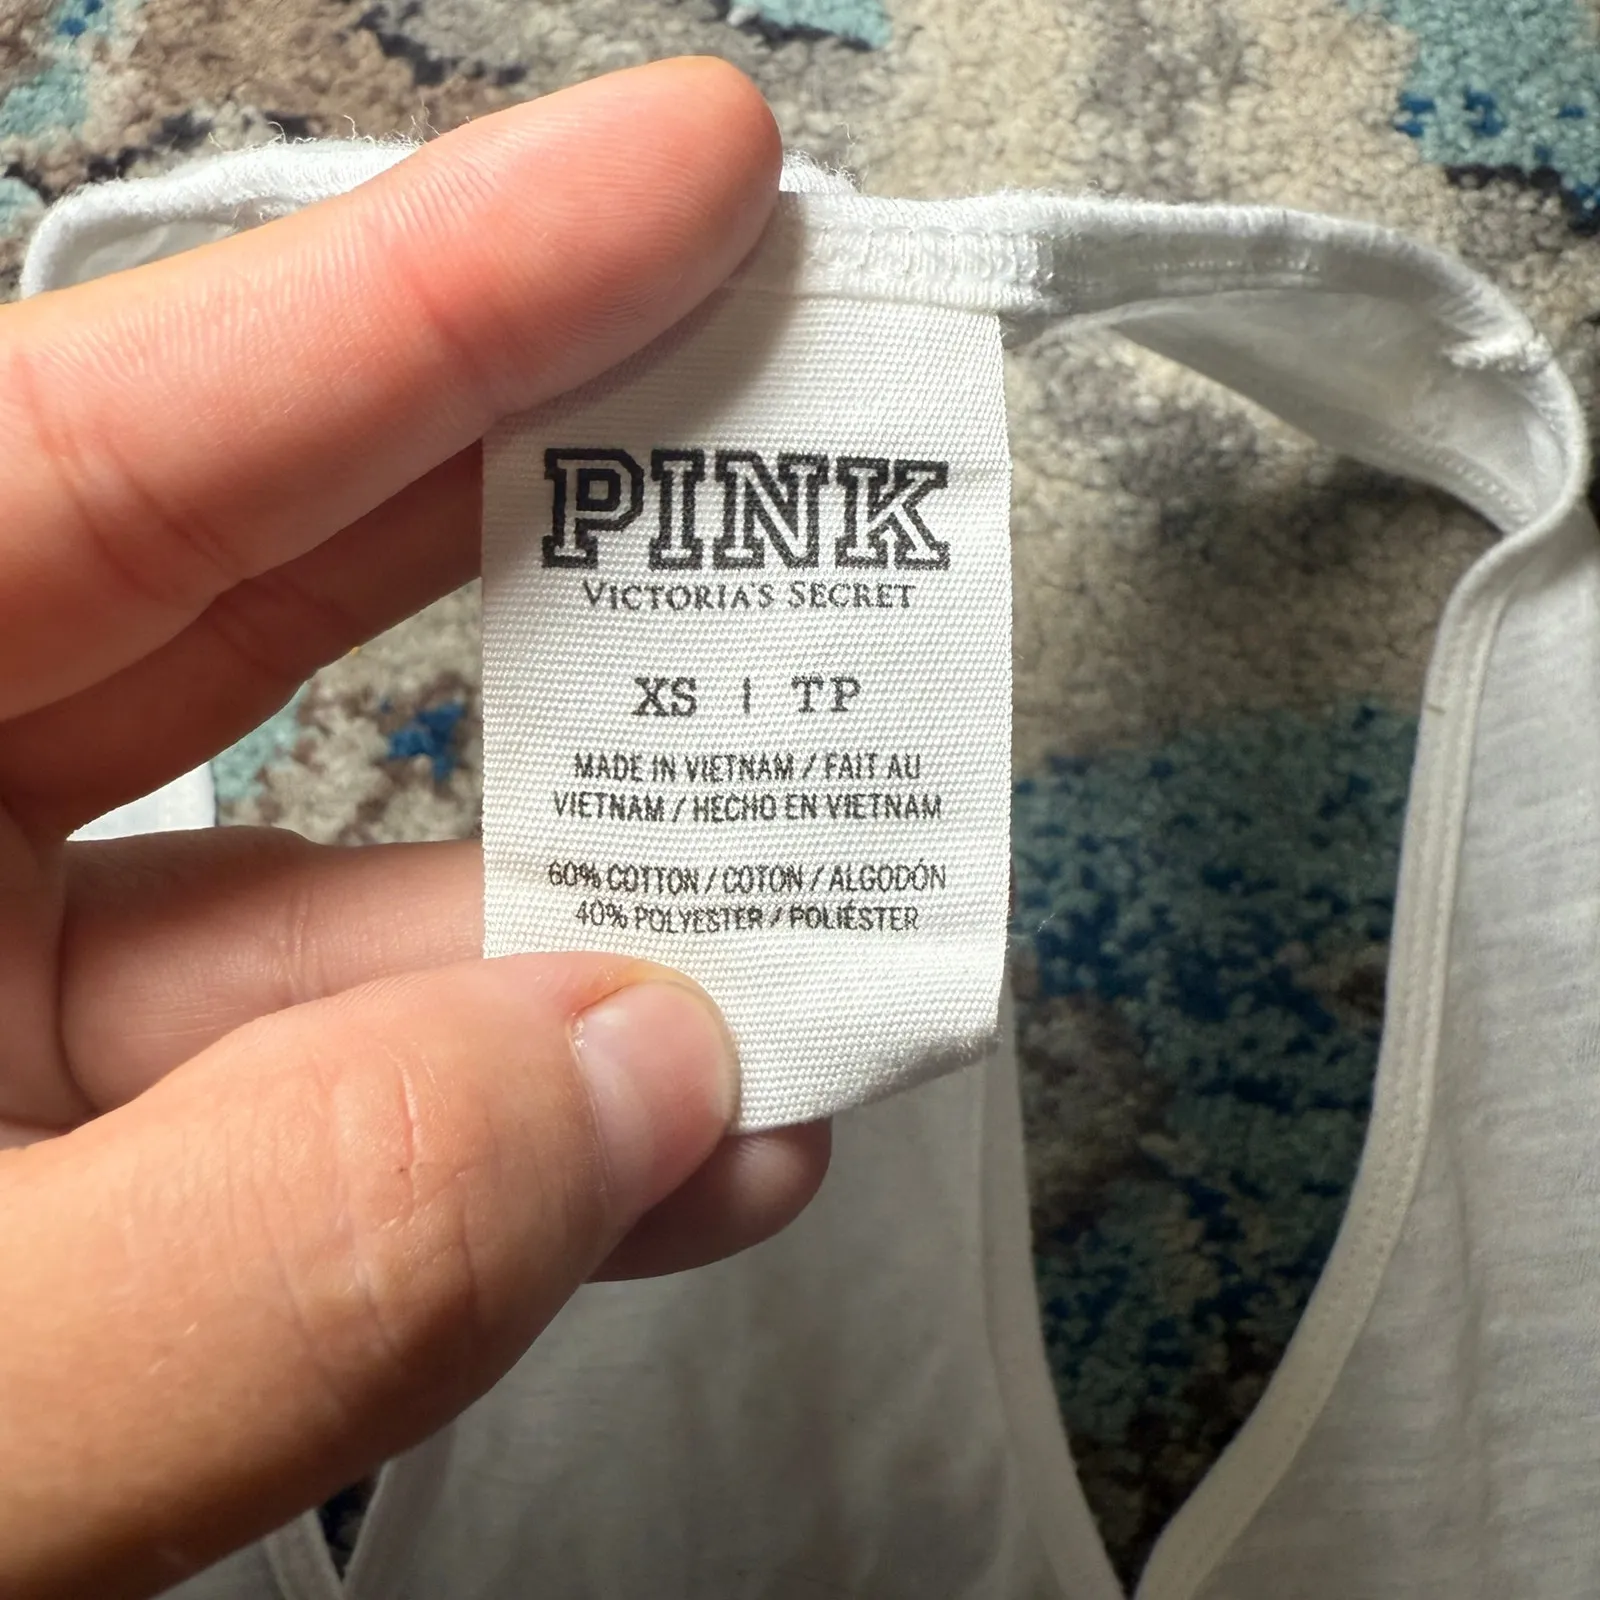 PINK
VICTORIA'S SECRET
XS | TP
MADE IN VIETNAM / FAIT AU
VIETNAM / HECHO EN VIETNAM
60% COTTON / COTON / ALGODÓN
40% POLYESTER / POLIÉSTER